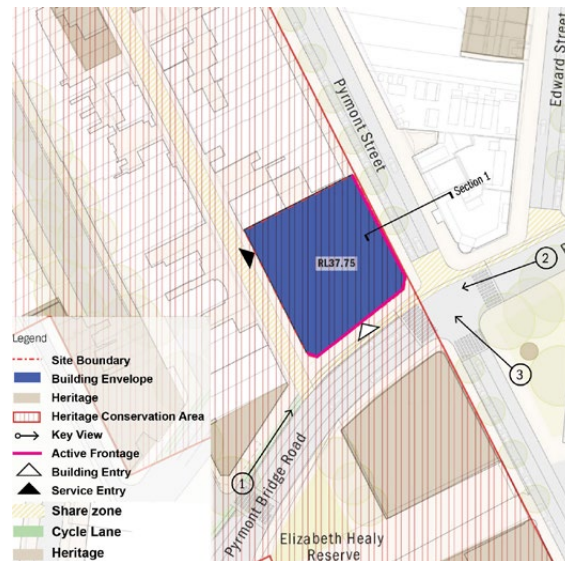 Pyrmont Street
Edward Street
Section 1
RL37.75
2
3
1
Pyrmont Bridge Road
Elizabeth Healy
Reserve
Legend
Site Boundary
Building Envelope
Heritage
Heritage Conservation Area
Key View
Active Frontage
Building Entry
Service Entry
Share zone
Cycle Lane
Heritage